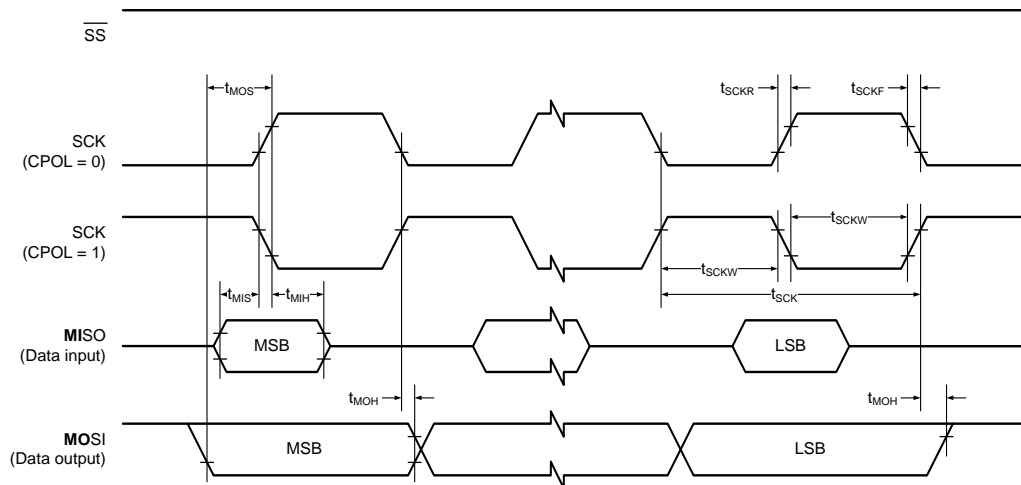 SS
tMOS
tSCKR
tSCKF
SCK
(CPOL = 0)
SCK
(CPOL = 1)
tSCKW
tSCKW
tSCK
tMIS
tMIH
MISO
(Data input)
MSB
LSB
tMOH
tMOH
MOSI
(Data output)
MSB
LSB